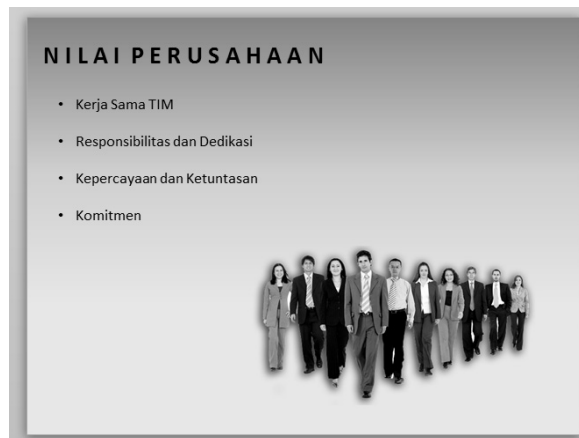 NILAI PERUSAHAAN
• Kerja Sama TIM
• Responsibilitas dan Dedikasi
• Kepercayaan dan Ketuntasan
• Komitmen